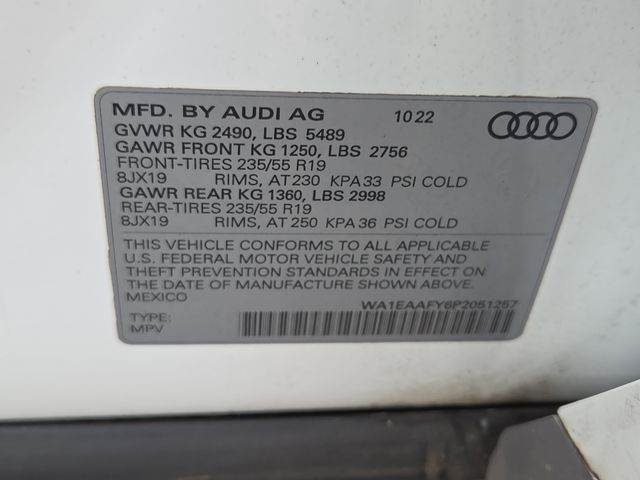 MFD. BY AUDI AG 10 22
GVWR KG 2490, LBS 5489
GAWR FRONT KG 1250, LBS 2756
FRONT-TIRES 235/55 R19
8JX19 RIMS, AT 230 KPA 33 PSI COLD
GAWR REAR KG 1360, LBS 2998
REAR-TIRES 235/55 R19
8JX19 RIMS, AT 250 KPA 36 PSI COLD
THIS VEHICLE CONFORMS TO ALL APPLICABLE
U.S. FEDERAL MOTOR VEHICLE SAFETY AND
THEFT PREVENTION STANDARDS IN EFFECT ON
THE DATE OF MANUFACTURE SHOWN ABOVE.
MEXICO WA1EAAFY6P2051257
TYPE:
MPV